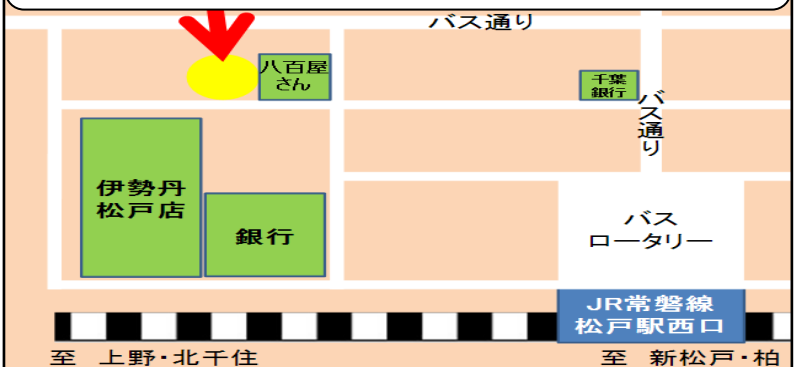 バス通り
八百屋
さん
千葉
銀行
バス通り
伊勢丹
松戸店
銀行
バス
ロータリー
JR常磐線
松戸駅西口
至 上野・北千住
至 新松戸・柏